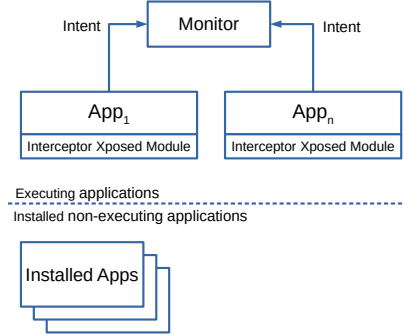 Monitor
Intent
Intent
App1
Appn
Interceptor Xposed Module
Interceptor Xposed Module
Executing applications
Installed non-executing applications
Installed Apps